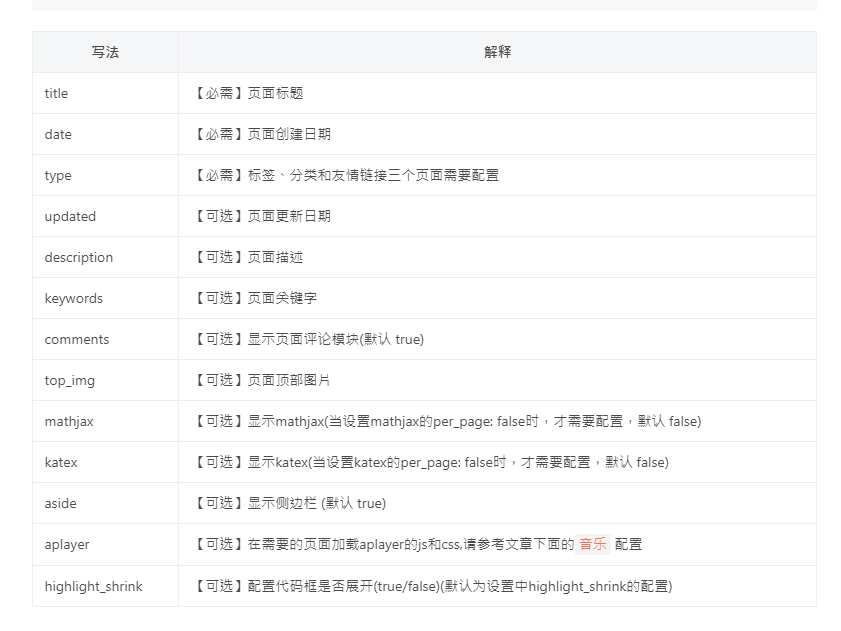 写法 解释
title 【必需】页面标题
date 【必需】页面创建日期
type 【必需】标签、分类和友情链接三个页面需要配置
updated 【可选】页面更新日期
description 【可选】页面描述
keywords 【可选】页面关键字
comments 【可选】显示页面评论模块(默认 true)
top_img 【可选】页面顶部图片
mathjax 【可选】显示mathjax(当设置mathjax的per_page: false时，才需要配置，默认 false)
katex 【可选】显示katex(当设置katex的per_page: false时，才需要配置，默认 false)
aside 【可选】显示侧边栏 (默认 true)
aplayer 【可选】在需要的页面加载aplayer的js和css,请参考文章下面的 音乐 配置
highlight_shrink 【可选】配置代码框是否展开(true/false)(默认为设置中highlight_shrink的配置)